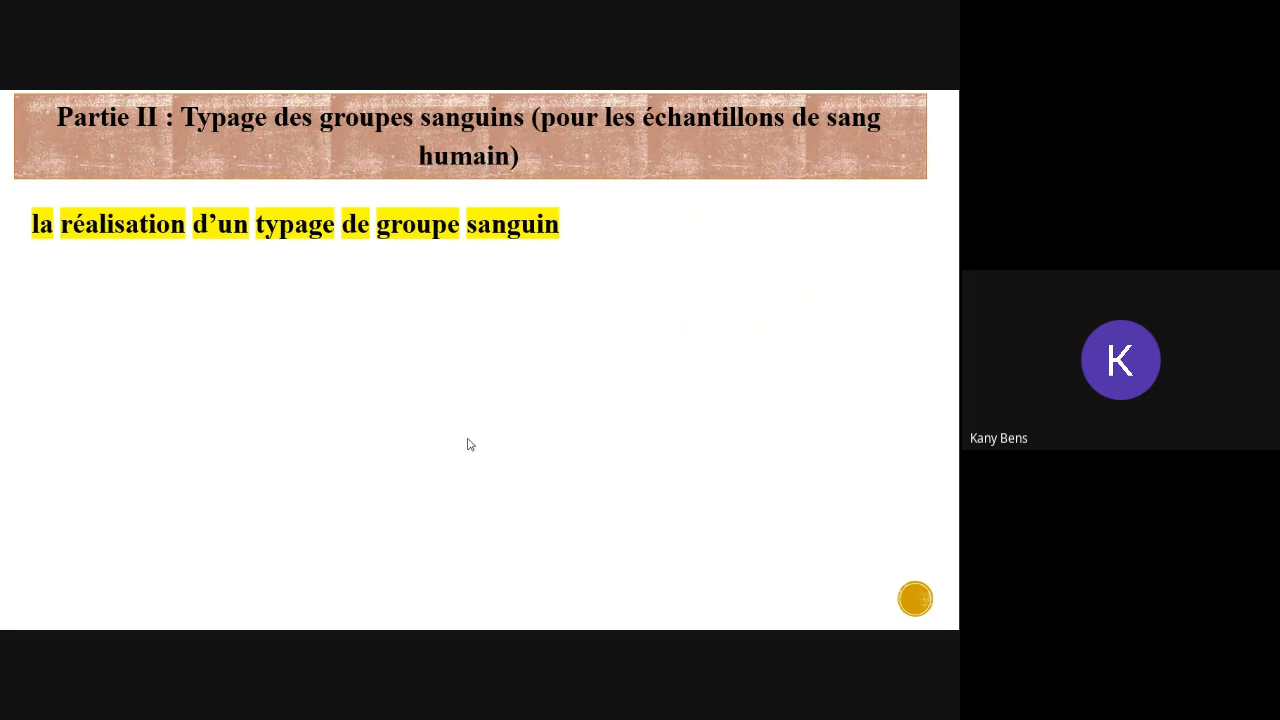 Partie II : Typage des groupes sanguins (pour les échantillons de sang
humain)
la réalisation d’un typage de groupe sanguin
K
Kany Bens